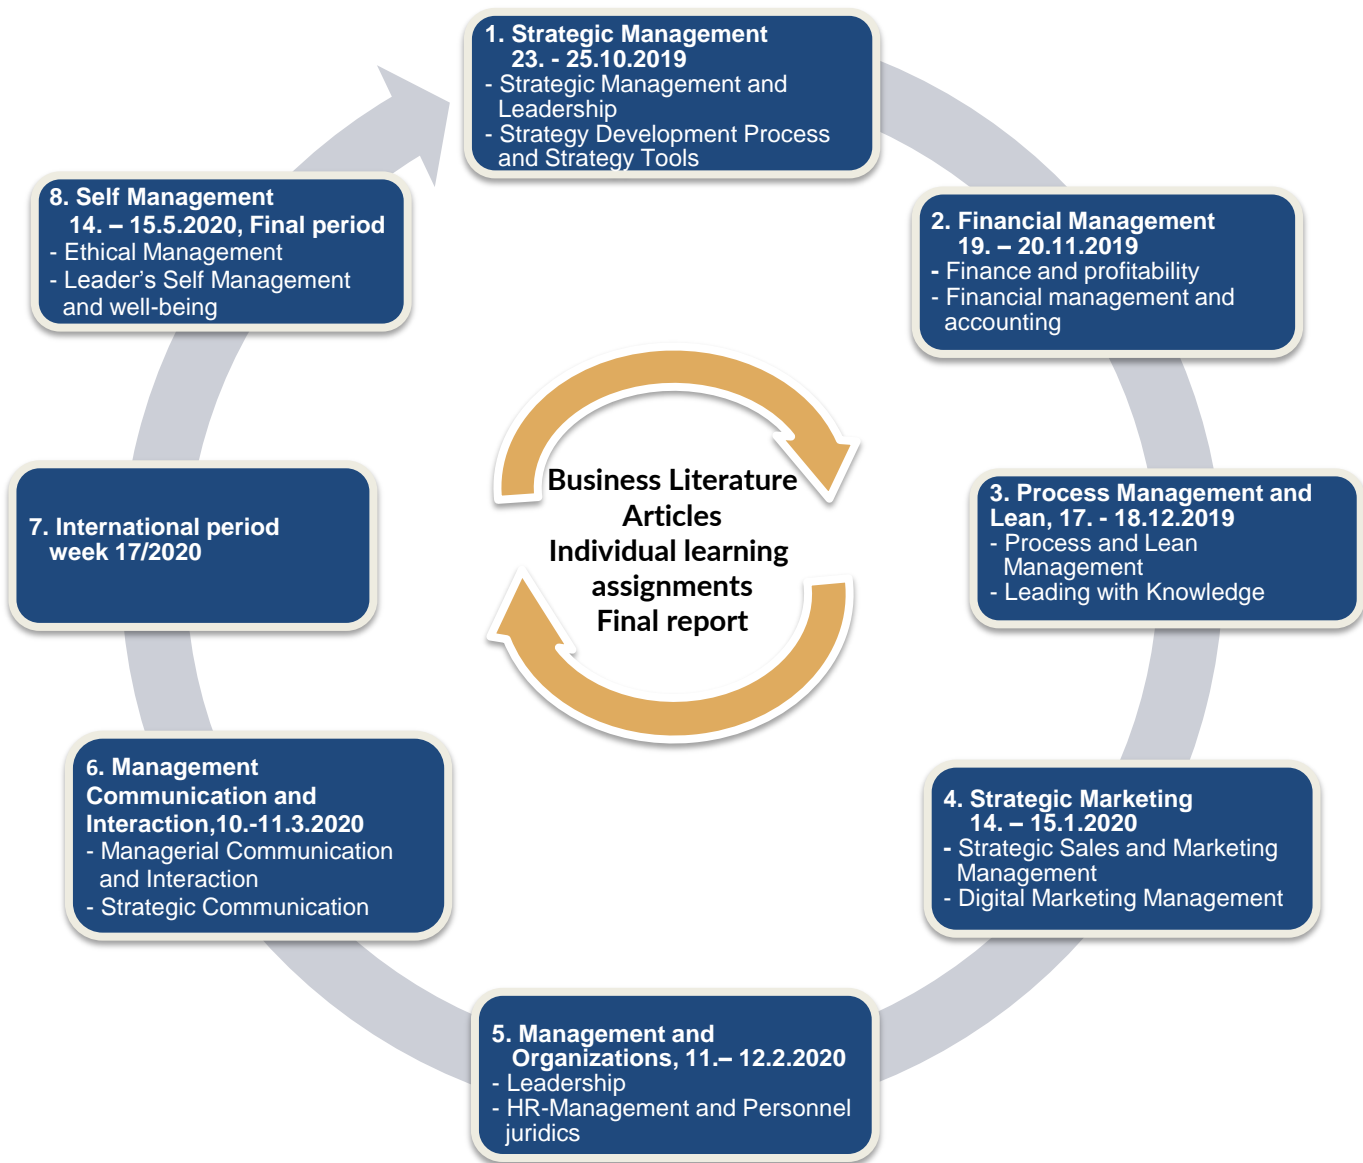 1. Strategic Management
23. - 25.10.2019
- Strategic Management and
Leadership
- Strategy Development Process
and Strategy Tools
2. Financial Management
19. – 20.11.2019
- Finance and profitability
- Financial management and
accounting
3. Process Management and
Lean, 17. - 18.12.2019
- Process and Lean
Management
- Leading with Knowledge
4. Strategic Marketing
14. – 15.1.2020
- Strategic Sales and Marketing
Management
- Digital Marketing Management
5. Management and
Organizations, 11.– 12.2.2020
- Leadership
- HR-Management and Personnel
juridics
6. Management
Communication and
Interaction,10.-11.3.2020
- Managerial Communication
and Interaction
- Strategic Communication
7. International period
week 17/2020
8. Self Management
14. – 15.5.2020, Final period
- Ethical Management
- Leader’s Self Management
and well-being
Business Literature
Articles
Individual learning
assignments
Final report